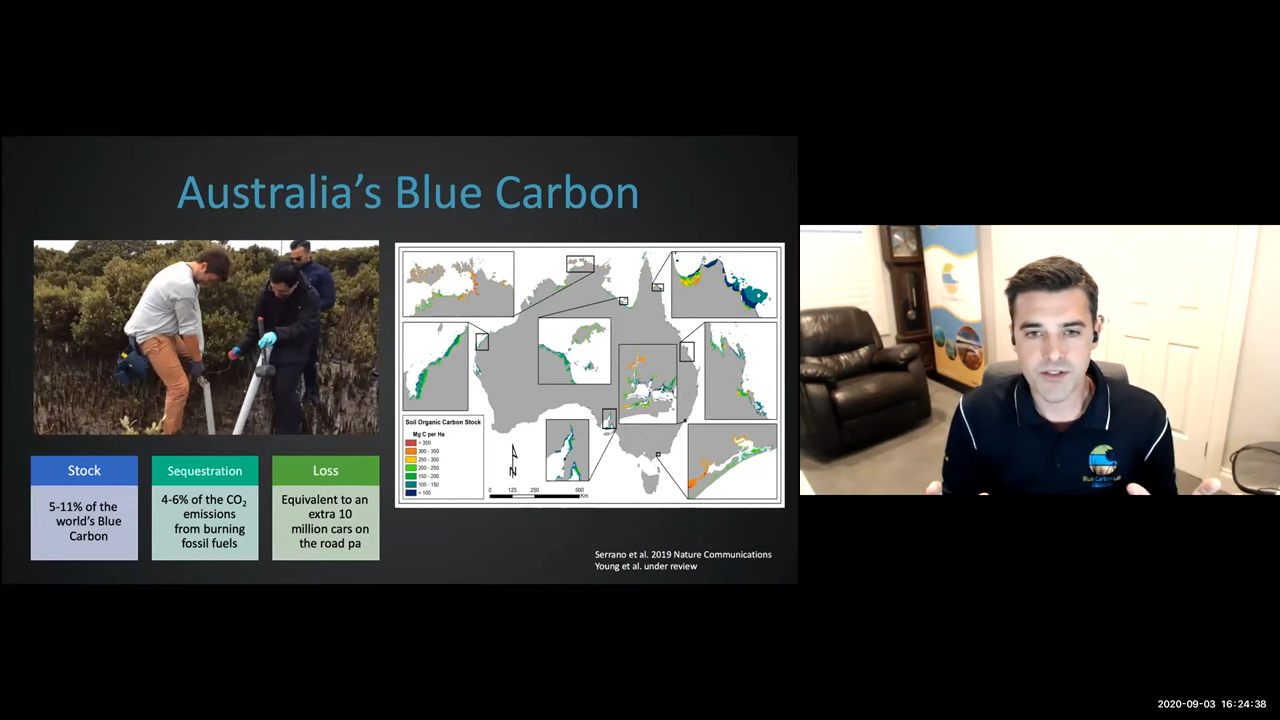 Australia's Blue Carbon
Stock
5-11% of the
world's Blue
Carbon
Sequestration
4-6% of the CO2
emissions
from burning
fossil fuels
Loss
Equivalent to an
extra 10
million cars on
the road pa
Soil Organic Carbon Stock
Mg C per Ha
> 350
300 - 350
250 - 300
200 - 250
150 - 200
100 - 150
< 100
N
0 125 250 500
Km
Serrano et al. 2019 Nature Communications
Young et al. under review
Blue Carbon Lab
2020-09-03 16:24:38